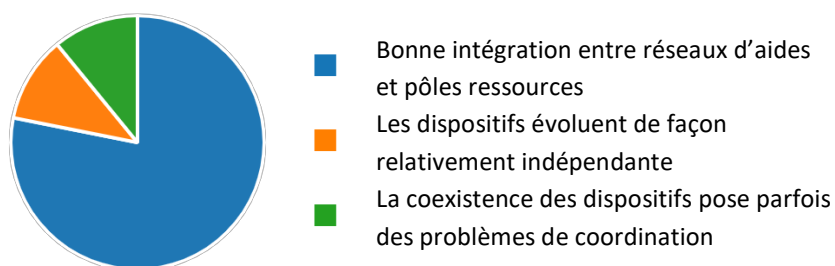 Bonne intégration entre réseaux d’aides
et pôles ressources
Les dispositifs évoluent de façon
relativement indépendante
La coexistence des dispositifs pose parfois
des problèmes de coordination